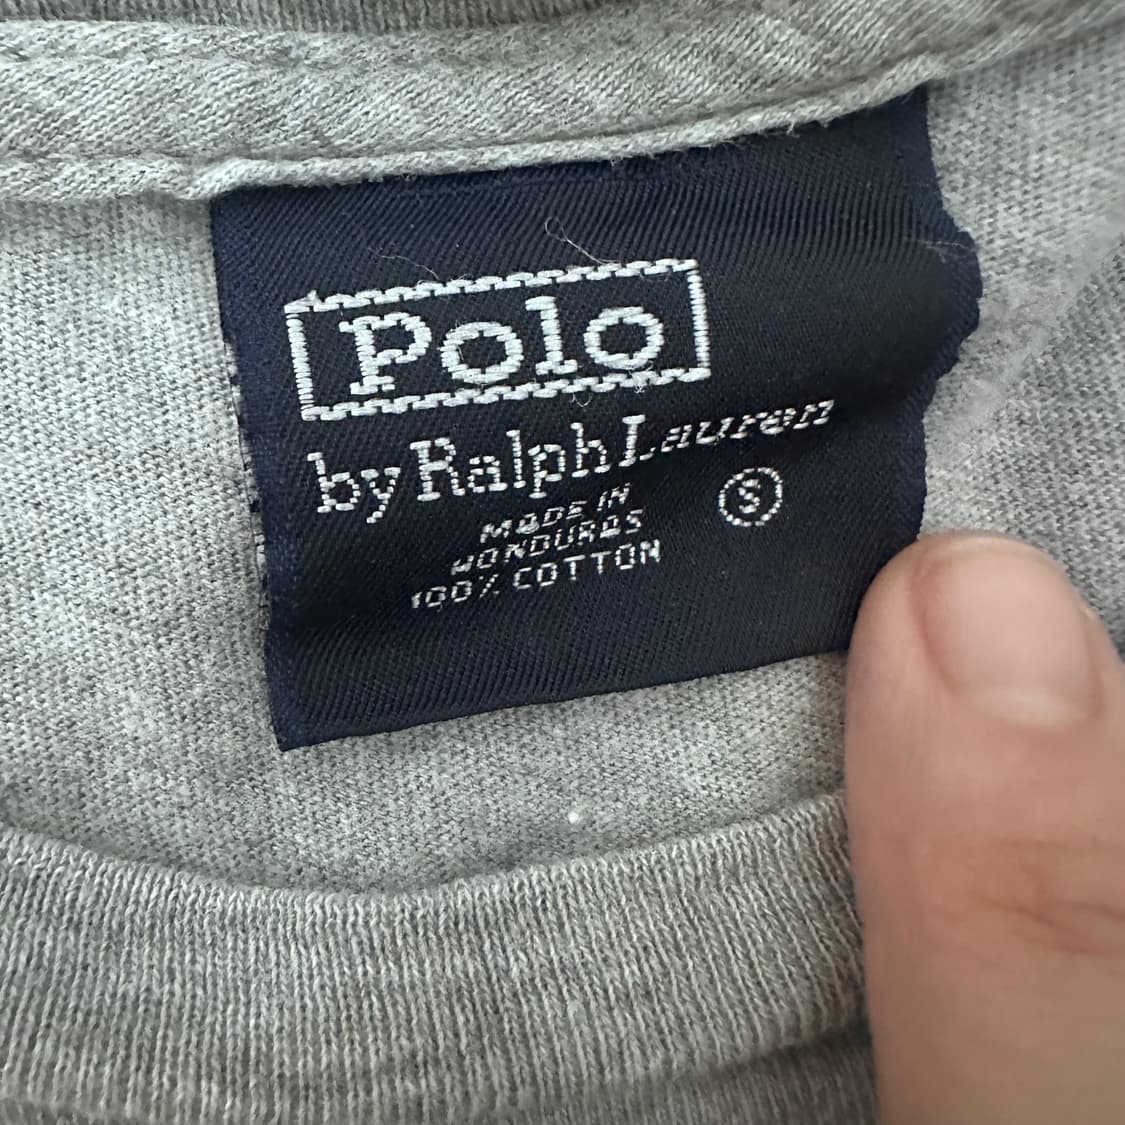 Polo
by Ralph Lauren
S
MADE IN
HONDURAS
100% COTTON